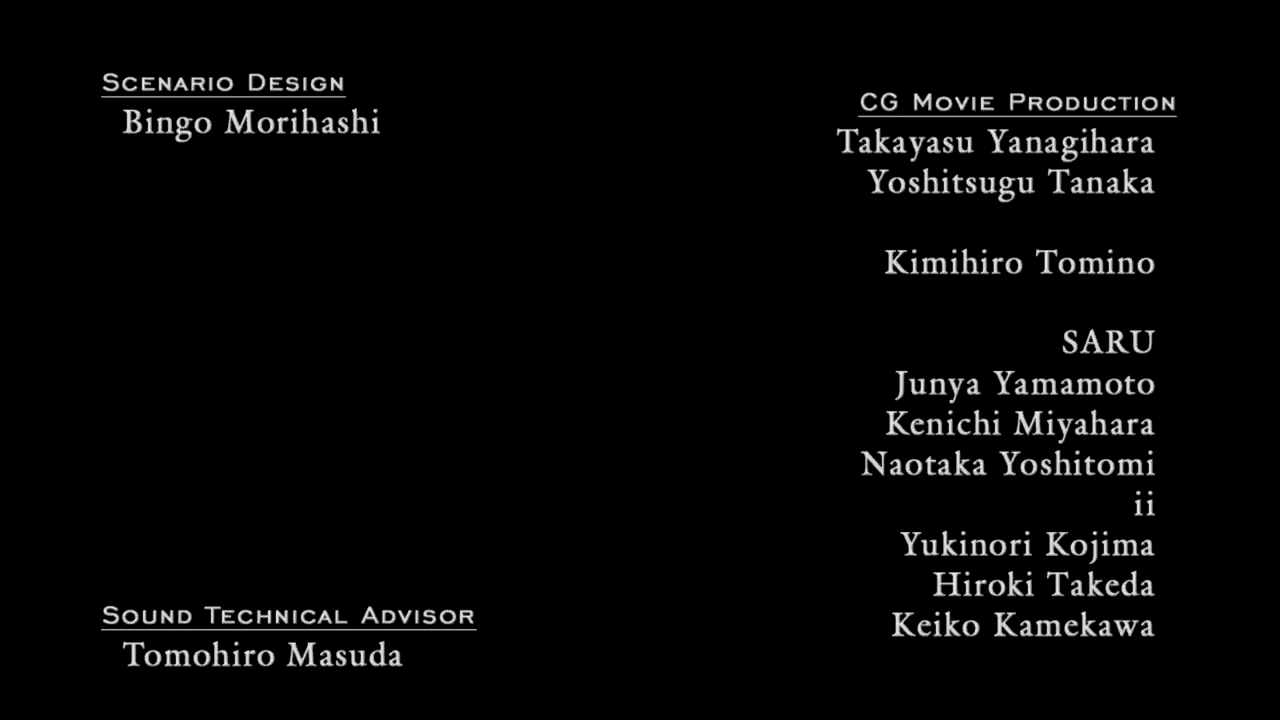 Scenario Design
Bingo Morihashi
Sound Technical Advisor
Tomohiro Masuda
CG Movie Production
Takayasu Yanagihara
Yoshitsugu Tanaka
Kimihiro Tomino
SARU
Junya Yamamoto
Kenichi Miyahara
Naotaka Yoshitomi
ii
Yukinori Kojima
Hiroki Takeda
Keiko Kamekawa